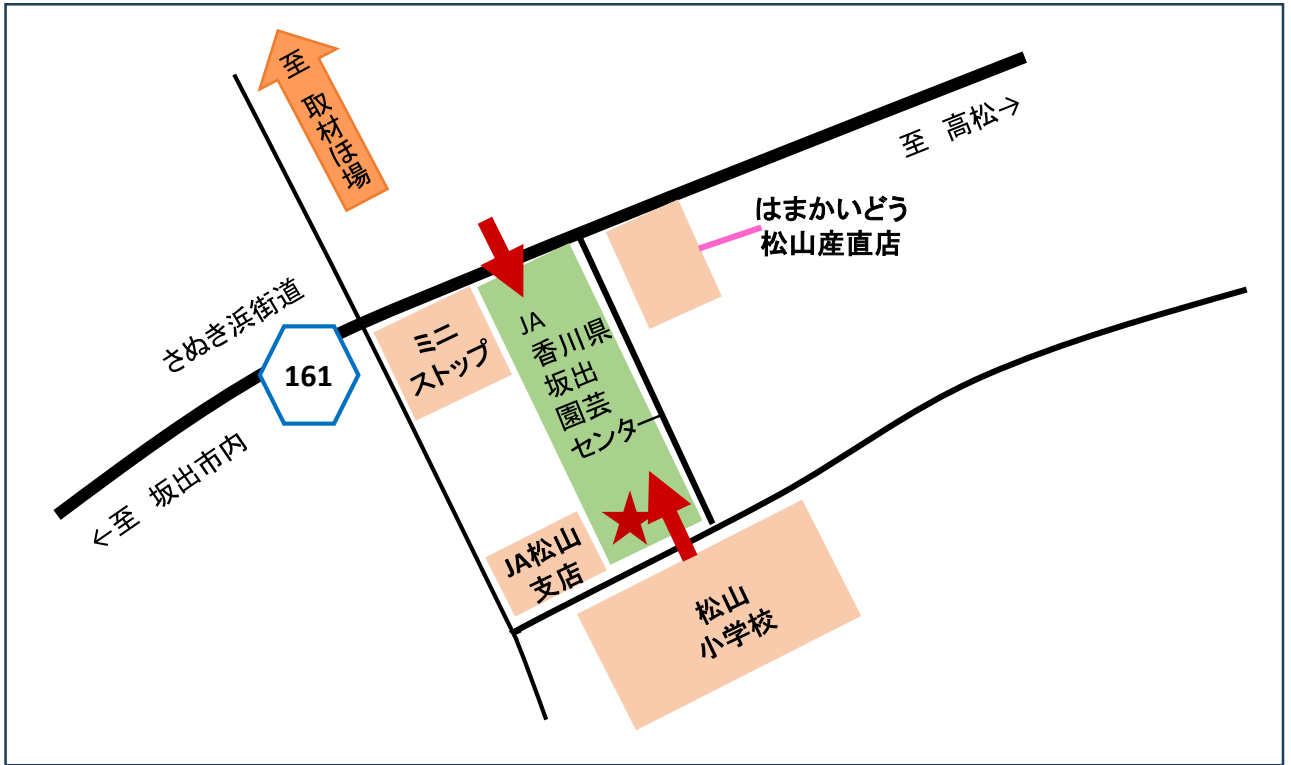 至 取材ほ場
至 高松→
はまかいどう
松山産直店
さぬき浜街道
161
←至 坂出市内
ミニ
ストップ
JA
香川県
坂出
園芸
センター
JA松山
支店
松山
小学校